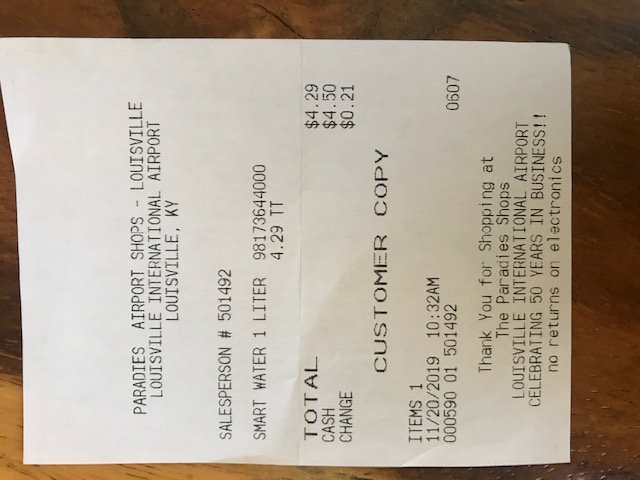 PARADIES AIRPORT SHOPS - LOUISVILLE
LOUISVILLE INTERNATIONAL AIRPORT
LOUISVILLE, KY
SALESPERSON # 501492
SMART WATER 1 LITER 98173644000
4.29 TT
TOTAL $4.29
CASH $4.50
CHANGE $0.21
CUSTOMER COPY
ITEMS 1
11/20/2019 10:32AM
000590 01 501492 0607
Thank You for Shopping at
The Paradies Shops
LOUISVILLE INTERNATIONAL AIRPORT
CELEBRATING 50 YEARS IN BUSINESS!!
no returns on electronics